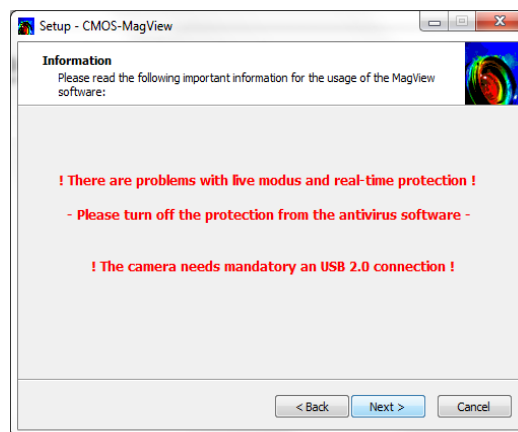 Setup - CMOS-MagView
Information
Please read the following important information for the usage of the MagView
software:
! There are problems with live modus and real-time protection !
- Please turn off the protection from the antivirus software -
! The camera needs mandatory an USB 2.0 connection !
< Back Next > Cancel